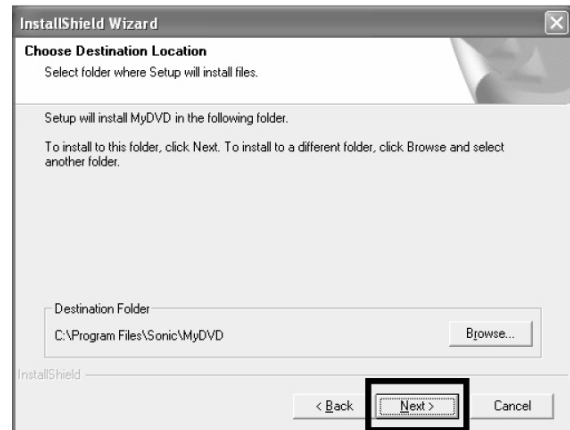 InstallShield Wizard
Choose Destination Location
Select folder where Setup will install files.
Setup will install MyDVD in the following folder.
To install to this folder, click Next. To install to a different folder, click Browse and select
another folder.
Destination Folder
C:\Program Files\Sonic\MyDVD
Browse...
InstallShield
< Back
Next >
Cancel